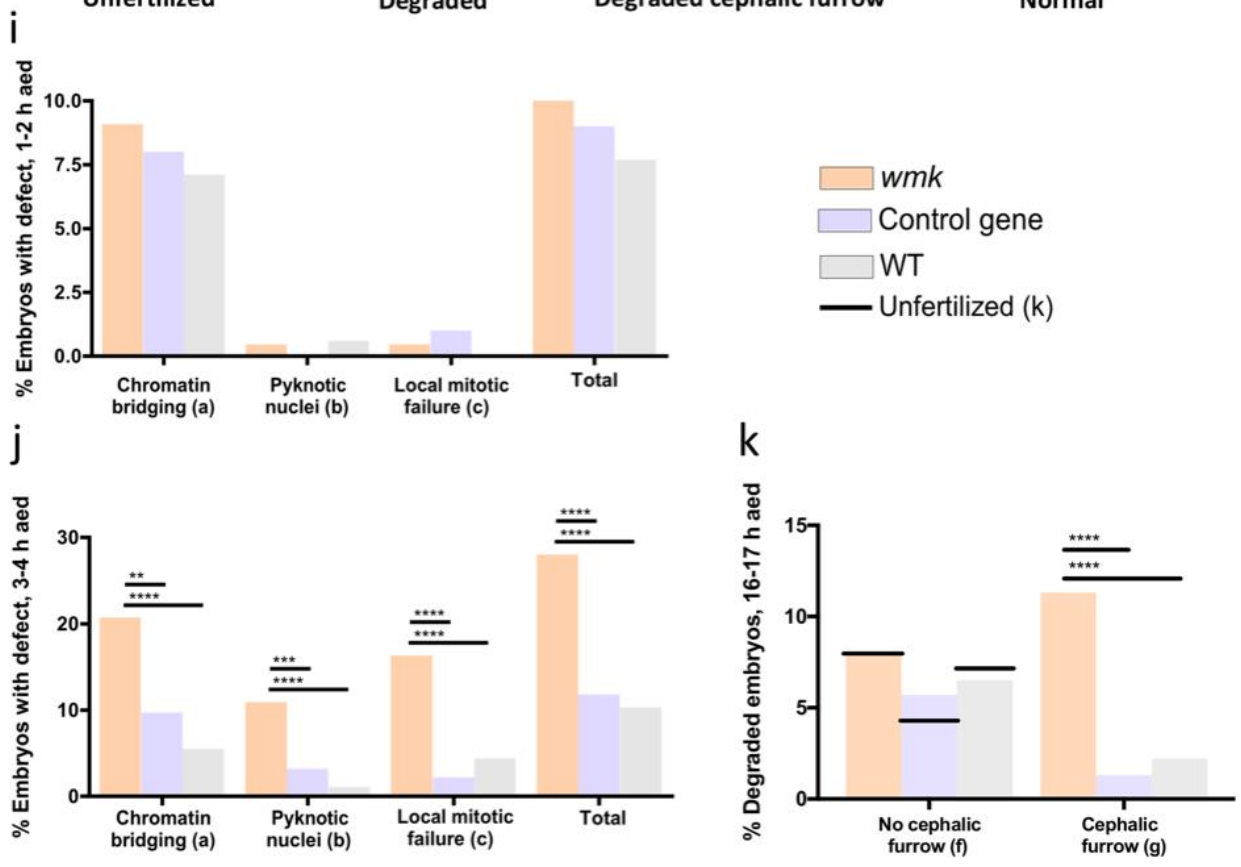 Unfertilized Degraded Degraded cephalic furrow Normal
i
% Embryos with defect, 1-2 h aed
10.0
7.5
5.0
2.5
0.0
Chromatin
bridging (a)
Pyknotic
nuclei (b)
Local mitotic
failure (c)
Total
wmk
Control gene
WT
Unfertilized (k)
j
% Embryos with defect, 3-4 h aed
30
20
10
0
**
****
***
****
****
****
****
****
Chromatin
bridging (a)
Pyknotic
nuclei (b)
Local mitotic
failure (c)
Total
k
% Degraded embryos, 16-17 h aed
15
10
5
0
****
****
No cephalic
furrow (f)
Cephalic
furrow (g)